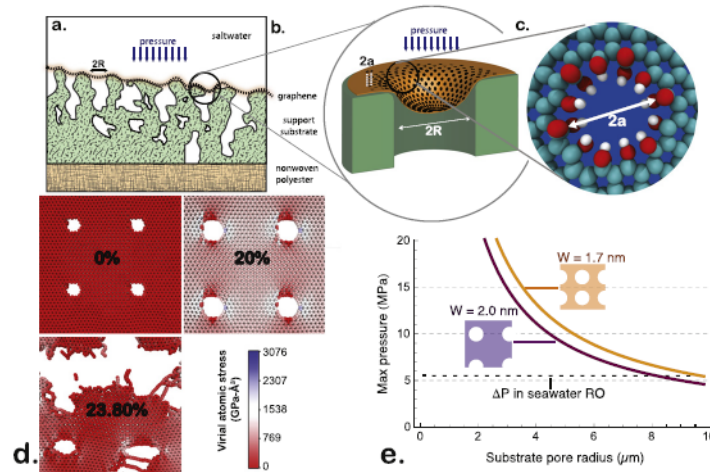 a.
saltwater
pressure
2R
graphene
support
substrate
nonwoven
polyester
b.
pressure
2a
2R
c.
2a
0%
20%
23.80%
Virial atomic stress
(GPa-Å³)
3076
2307
1538
769
0
d.
20
15
10
5
0
Max pressure (MPa)
W = 1.7 nm
W = 2.0 nm
ΔP in seawater RO
0
2
4
6
8
10
Substrate pore radius (μm)
e.